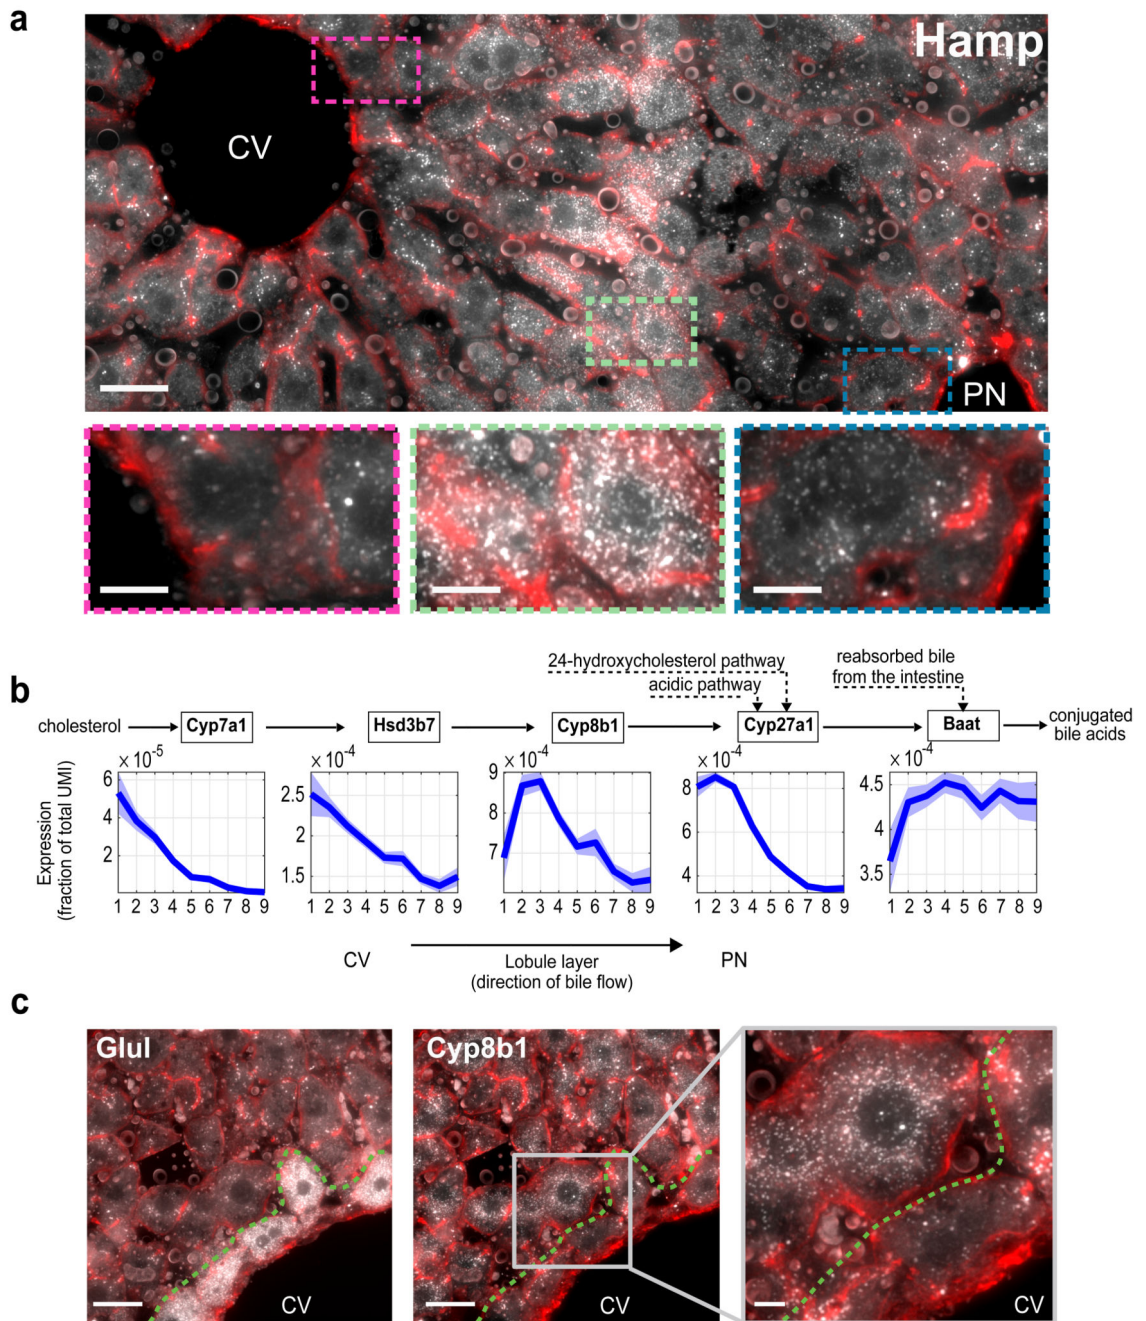 a
Hamp
CV
PN
b
24-hydroxycholesterol pathway
acidic pathway
reabsorbed bile
from the intestine
cholesterol
Cyp7a1
Hsd3b7
Cyp8b1
Cyp27a1
Baat
conjugated
bile acids
Expression
(fraction of total UMI)
× 10⁻⁵
6
4
2
1 2 3 4 5 6 7 8 9
× 10⁻⁴
2.5
2
1.5
1 2 3 4 5 6 7 8 9
× 10⁻⁴
9
8
7
1 2 3 4 5 6 7 8 9
× 10⁻⁴
8
6
4
1 2 3 4 5 6 7 8 9
× 10⁻⁴
4.5
4
3.5
1 2 3 4 5 6 7 8 9
CV
PN
Lobule layer
(direction of bile flow)
c
Glul
CV
Cyp8b1
CV
CV